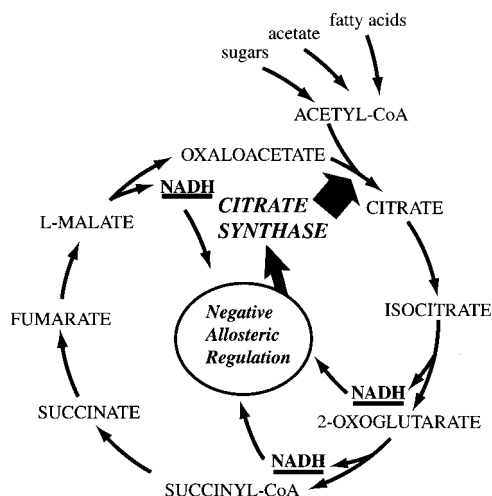 fatty acids
acetate
sugars
ACETYL-CoA
OXALOACETATE
NADH
CITRATE
SYNTHASE
CITRATE
L-MALATE
ISOCITRATE
Negative
Allosteric
Regulation
FUMARATE
NADH
2-OXOGLUTARATE
SUCCINATE
NADH
SUCCINYL-CoA